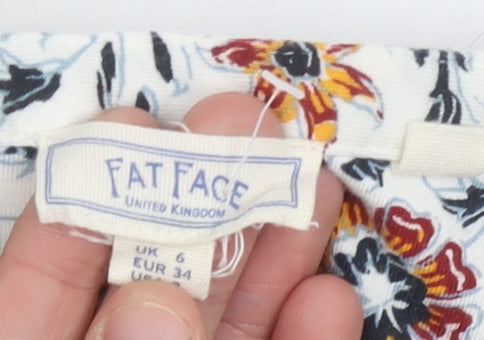 FAT FACE
UNITED KINGDOM
UK 6
EUR 34